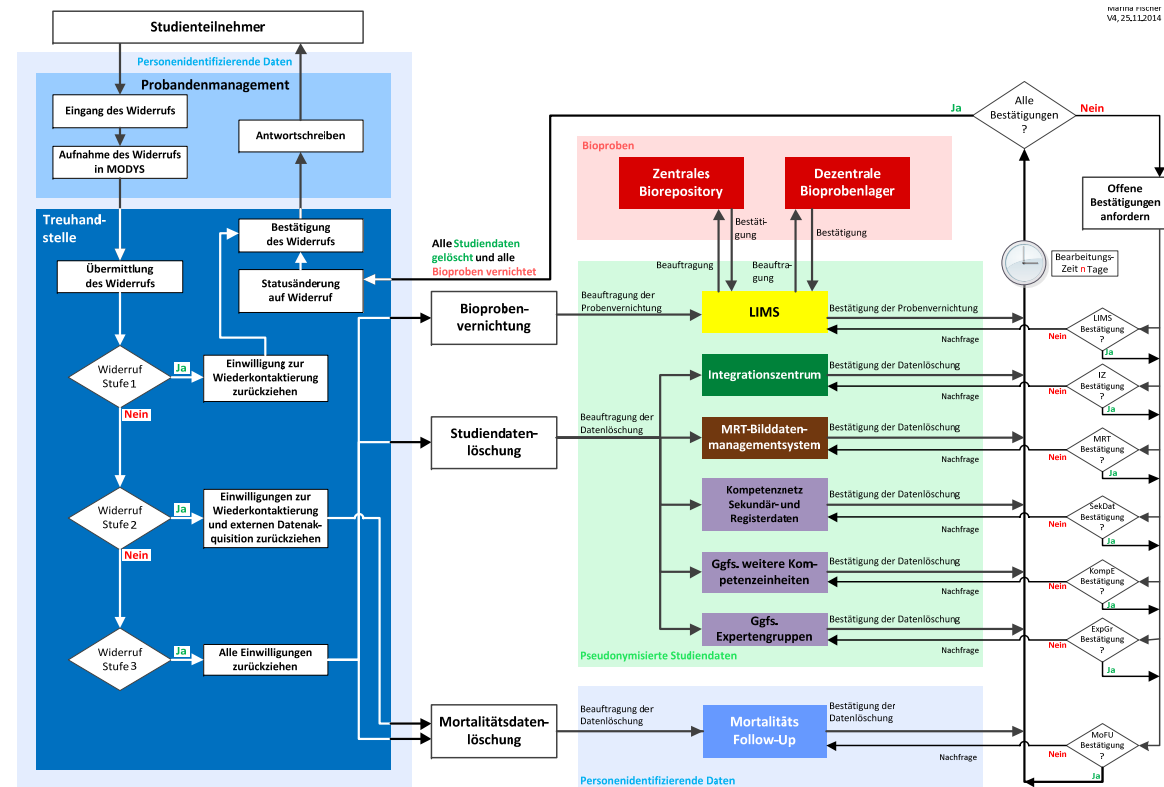 Marina Fischer
V4, 25.11.2014
Studienteilnehmer
Personenidentifizierende Daten
Probandenmanagement
Eingang des Widerrufs
Aufnahme des Widerrufs
in MODYS
Antwortschreiben
Treuhand-
stelle
Übermittlung
des Widerrufs
Bestätigung
des Widerrufs
Statusänderung
auf Widerruf
Widerruf
Stufe 1
Ja
Nein
Einwilligung zur
Wiederkontaktierung
zurückziehen
Widerruf
Stufe 2
Ja
Nein
Einwilligungen zur
Wiederkontaktierung
und externen Datenak-
quisition zurückziehen
Widerruf
Stufe 3
Ja
Alle Einwilligungen
zurückziehen
Alle Studiendaten
gelöscht und alle
Bioproben vernichtet
Bioproben-
vernichtung
Studiendaten-
löschung
Mortalitätsdaten-
löschung
Bioproben
Zentrales
Biorepository
Dezentrale
Bioprobenlager
Beauftragung
Bestäti-
gung
Beauftra-
gung
Bestätigung
Beauftragung der
Probenvernichtung
LIMS
Bestätigung der Probenvernichtung
Nachfrage
Beauftragung der
Datenlöschung
Integrationszentrum
Bestätigung der Datenlöschung
Nachfrage
MRT-Bilddaten-
managementsystem
Bestätigung der Datenlöschung
Nachfrage
Kompetenznetz
Sekundär- und
Registerdaten
Bestätigung der Datenlöschung
Nachfrage
Ggfs. weitere Kom-
petenzeinheiten
Bestätigung der Datenlöschung
Nachfrage
Ggfs.
Expertengruppen
Bestätigung der Datenlöschung
Nachfrage
Pseudonymisierte Studiendaten
Beauftragung der
Datenlöschung
Mortalitäts
Follow-Up
Bestätigung der
Datenlöschung
Nachfrage
Personenidentifizierende Daten
Alle
Bestätigungen
?
Ja
Nein
Offene
Bestätigungen
anfordern
Bearbeitungs-
Zeit n Tage
LIMS
Bestätigung
?
Nein
Ja
IZ
Bestätigung
?
Nein
Ja
MRT
Bestätigung
?
Nein
Ja
SekDat
Bestätigung
?
Nein
Ja
KompE
Bestätigung
?
Nein
Ja
ExpGr
Bestätigung
?
Nein
Ja
MoFU
Bestätigung
?
Nein
Ja